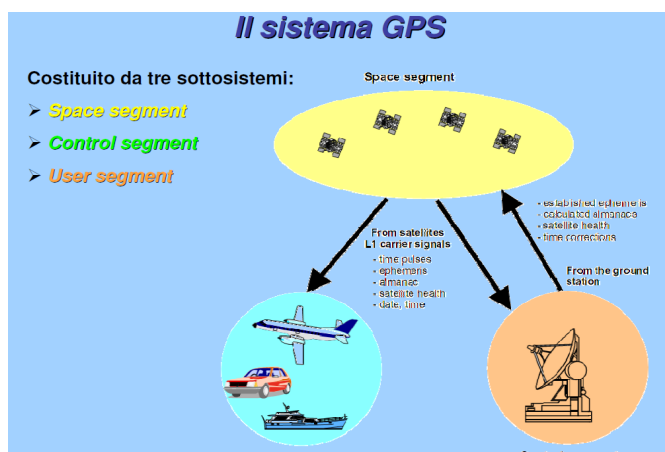 Il sistema GPS
Costituito da tre sottosistemi:
➢ Space segment
➢ Control segment
➢ User segment
Space segment
From satellites
L1 carrier signals
- time pulses
- ephemeris
- almanac
- satellite health
- date, time
- established ephemeris
- calculated almanacs
- satellite health
- time corrections
From the ground
station